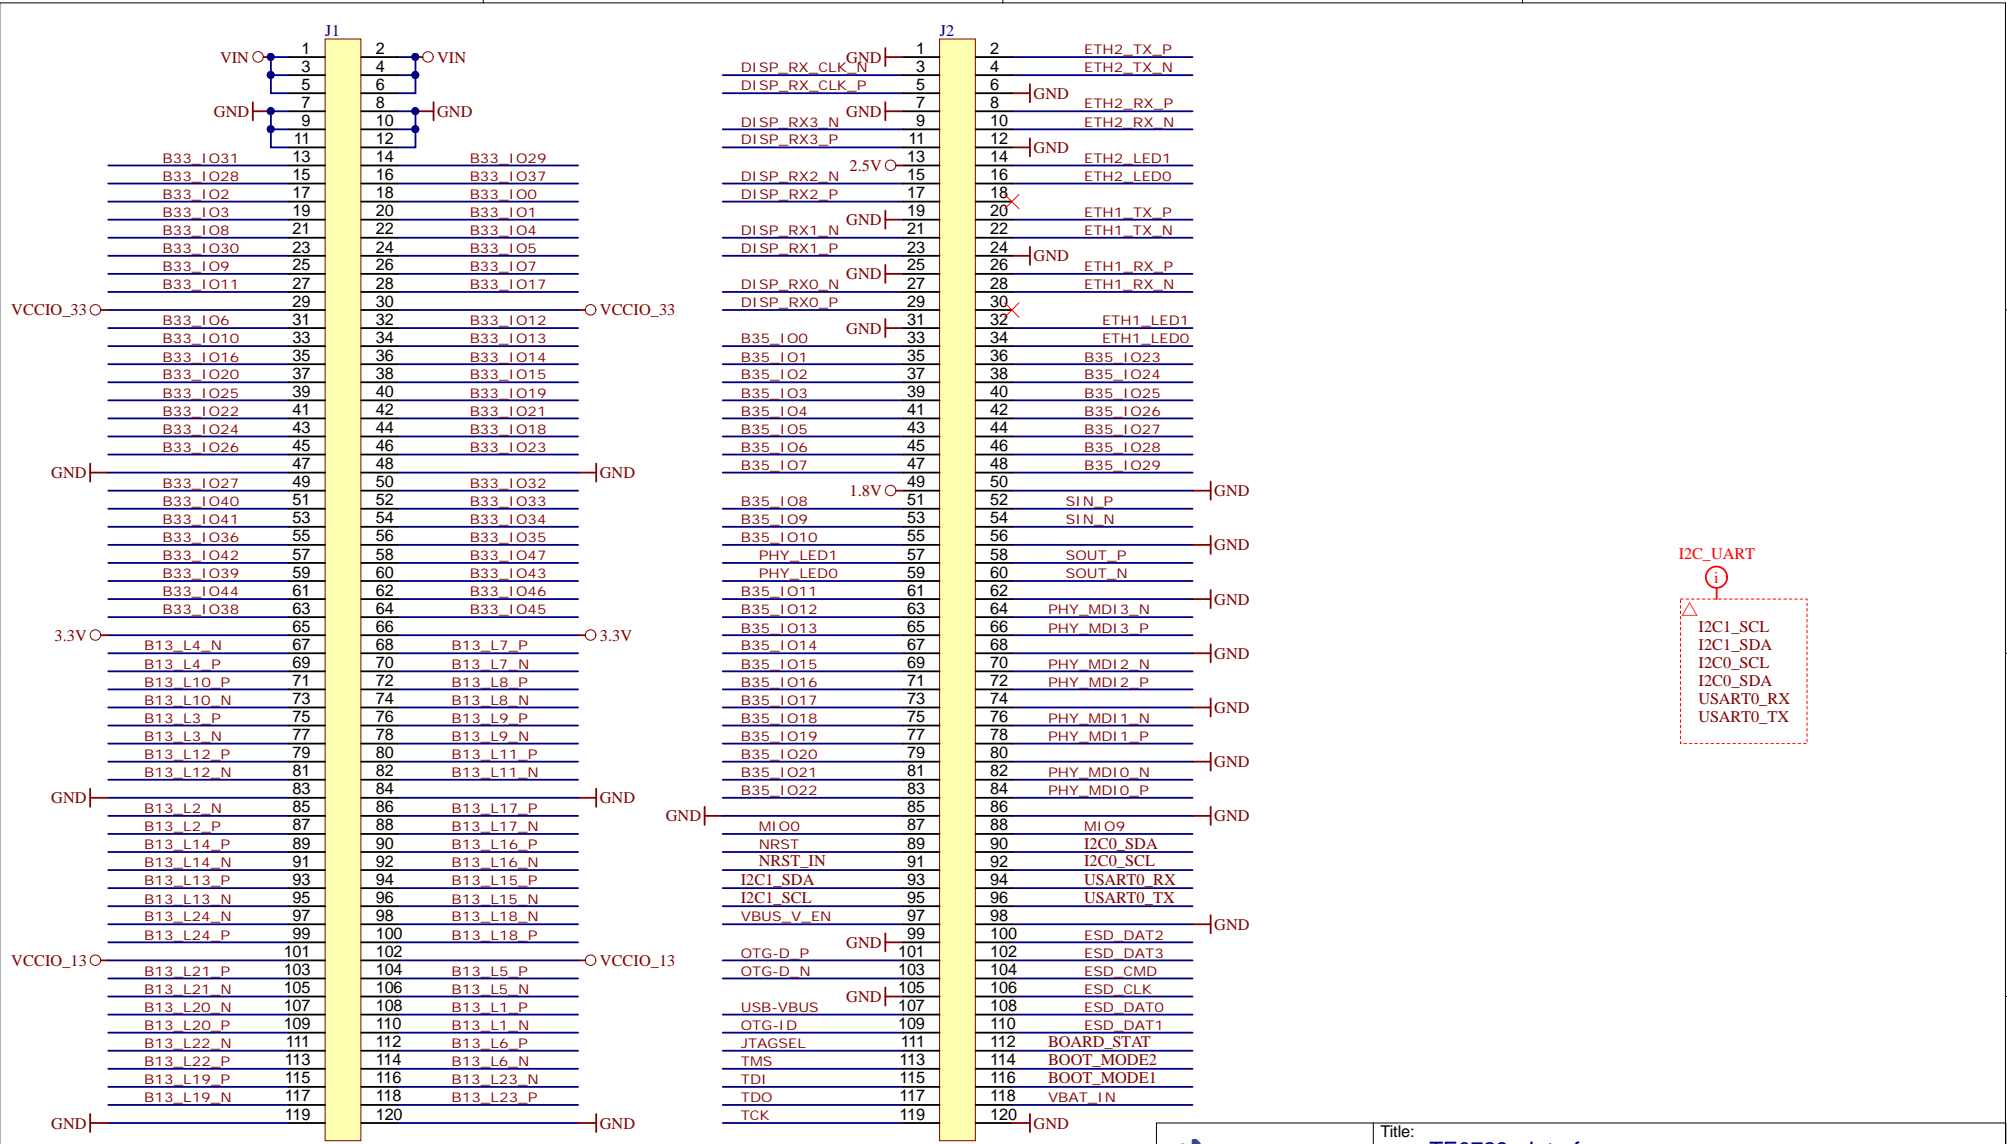 J1
VIN 1 2 VIN
3 4
5 6
GND 7 8 GND
9 10
11 12
B33_IO31 13 14 B33_IO29
B33_IO28 15 16 B33_IO37
B33_IO2 17 18 B33_IO0
B33_IO3 19 20 B33_IO1
B33_IO8 21 22 B33_IO4
B33_IO30 23 24 B33_IO5
B33_IO9 25 26 B33_IO7
B33_IO11 27 28 B33_IO17
VCCIO_33 29 30 VCCIO_33
B33_IO6 31 32 B33_IO12
B33_IO10 33 34 B33_IO13
B33_IO16 35 36 B33_IO14
B33_IO20 37 38 B33_IO15
B33_IO25 39 40 B33_IO19
B33_IO22 41 42 B33_IO21
B33_IO24 43 44 B33_IO18
B33_IO26 45 46 B33_IO23
GND 47 48 GND
B33_IO27 49 50 B33_IO32
B33_IO40 51 52 B33_IO33
B33_IO41 53 54 B33_IO34
B33_IO36 55 56 B33_IO35
B33_IO42 57 58 B33_IO47
B33_IO39 59 60 B33_IO43
B33_IO44 61 62 B33_IO46
B33_IO38 63 64 B33_IO45
3.3V 65 66 3.3V
B13_L4_N 67 68 B13_L7_P
B13_L4_P 69 70 B13_L7_N
B13_L10_P 71 72 B13_L8_P
B13_L10_N 73 74 B13_L8_N
B13_L3_P 75 76 B13_L9_P
B13_L3_N 77 78 B13_L9_N
B13_L12_P 79 80 B13_L11_P
B13_L12_N 81 82 B13_L11_N
GND 83 84 GND
B13_L2_N 85 86 B13_L17_P
B13_L2_P 87 88 B13_L17_N
B13_L14_P 89 90 B13_L16_P
B13_L14_N 91 92 B13_L16_N
B13_L13_P 93 94 B13_L15_P
B13_L13_N 95 96 B13_L15_N
B13_L24_N 97 98 B13_L18_N
B13_L24_P 99 100 B13_L18_P
VCCIO_13 101 102 VCCIO_13
B13_L21_P 103 104 B13_L5_P
B13_L21_N 105 106 B13_L5_N
B13_L20_N 107 108 B13_L1_P
B13_L20_P 109 110 B13_L1_N
B13_L22_N 111 112 B13_L6_P
B13_L22_P 113 114 B13_L6_N
B13_L19_P 115 116 B13_L23_N
B13_L19_N 117 118 B13_L23_P
GND 119 120 GND
J2
GND 1 2 ETH2_TX_P
DISP_RX_CLK_N 3 4 ETH2_TX_N
DISP_RX_CLK_P 5 6 GND
GND 7 8 ETH2_RX_P
DISP_RX3_N 9 10 ETH2_RX_N
DISP_RX3_P 11 12 GND
2.5V 13 14 ETH2_LED1
DISP_RX2_N 15 16 ETH2_LED0
DISP_RX2_P 17 18
GND 19 20 ETH1_TX_P
DISP_RX1_N 21 22 ETH1_TX_N
DISP_RX1_P 23 24 GND
GND 25 26 ETH1_RX_P
DISP_RX0_N 27 28 ETH1_RX_N
DISP_RX0_P 29 30
GND 31 32 ETH1_LED1
B35_IO0 33 34 ETH1_LED0
B35_IO1 35 36 B35_IO23
B35_IO2 37 38 B35_IO24
B35_IO3 39 40 B35_IO25
B35_IO4 41 42 B35_IO26
B35_IO5 43 44 B35_IO27
B35_IO6 45 46 B35_IO28
B35_IO7 47 48 B35_IO29
1.8V 49 50 GND
B35_IO8 51 52 SIN_P
B35_IO9 53 54 SIN_N
B35_IO10 55 56 GND
PHY_LED1 57 58 SOUT_P
PHY_LED0 59 60 SOUT_N
B35_IO11 61 62 GND
B35_IO12 63 64 PHY_MDI3_N
B35_IO13 65 66 PHY_MDI3_P
B35_IO14 67 68 GND
B35_IO15 69 70 PHY_MDI2_N
B35_IO16 71 72 PHY_MDI2_P
B35_IO17 73 74 GND
B35_IO18 75 76 PHY_MDI1_N
B35_IO19 77 78 PHY_MDI1_P
B35_IO20 79 80 GND
B35_IO21 81 82 PHY_MDI0_N
B35_IO22 83 84 PHY_MDI0_P
GND 85 86 GND
MIO0 87 88 MIO9
NRST 89 90 I2C0_SDA
NRST_IN 91 92 I2C0_SCL
I2C1_SDA 93 94 USART0_RX
I2C1_SCL 95 96 USART0_TX
VBUS_V_EN 97 98 GND
GND 99 100 ESD_DAT2
OTG-D_P 101 102 ESD_DAT3
OTG-D_N 103 104 ESD_CMD
GND 105 106 ESD_CLK
USB-VBUS 107 108 ESD_DAT0
OTG-ID 109 110 ESD_DAT1
JTAGSEL 111 112 BOARD_STAT
TMS 113 114 BOOT_MODE2
TDI 115 116 BOOT_MODE1
TDO 117 118 VBAT_IN
TCK 119 120 GND
I2C_UART
i
I2C1_SCL
I2C1_SDA
I2C0_SCL
I2C0_SDA
USART0_RX
USART0_TX
Title: